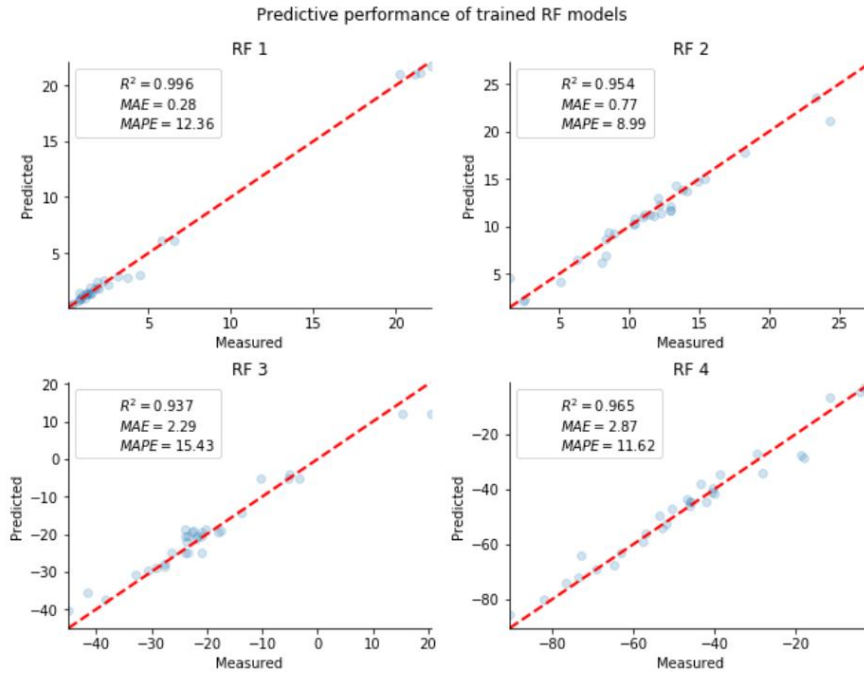 Predictive performance of trained RF models
RF 1
R² = 0.996
MAE = 0.28
MAPE = 12.36
20
15
10
5
Predicted
5
10
15
20
Measured
RF 2
R² = 0.954
MAE = 0.77
MAPE = 8.99
25
20
15
10
5
Predicted
5
10
15
20
25
Measured
RF 3
R² = 0.937
MAE = 2.29
MAPE = 15.43
20
10
0
−10
−20
−30
−40
Predicted
−40
−30
−20
−10
0
10
20
Measured
RF 4
R² = 0.965
MAE = 2.87
MAPE = 11.62
−20
−40
−60
−80
Predicted
−80
−60
−40
−20
Measured